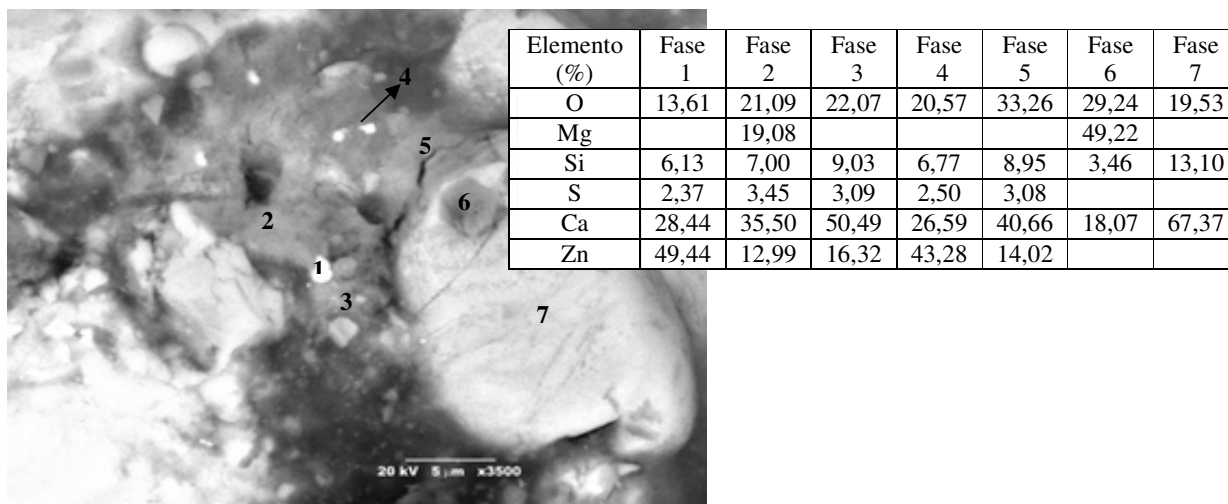 Elemento (%) Fase 1 Fase 2 Fase 3 Fase 4 Fase 5 Fase 6 Fase 7
O 13,61 21,09 22,07 20,57 33,26 29,24 19,53
Mg 19,08 49,22
Si 6,13 7,00 9,03 6,77 8,95 3,46 13,10
S 2,37 3,45 3,09 2,50 3,08
Ca 28,44 35,50 50,49 26,59 40,66 18,07 67,37
Zn 49,44 12,99 16,32 43,28 14,02
4
5
6
2
1
3
7
20 kV 5 µm x3500